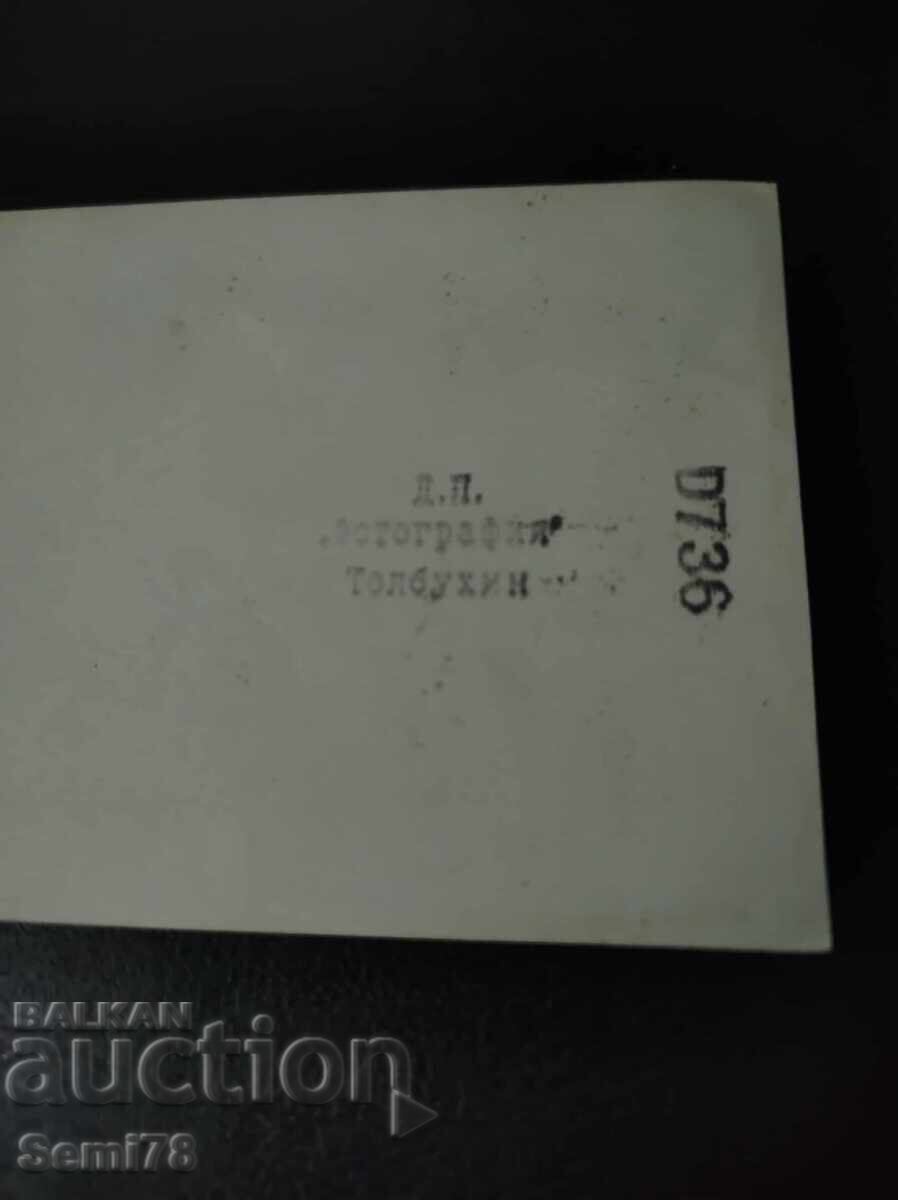 Д.П.
„Фотография"
Толбухин
D736
BALKAN
auction
Semi78